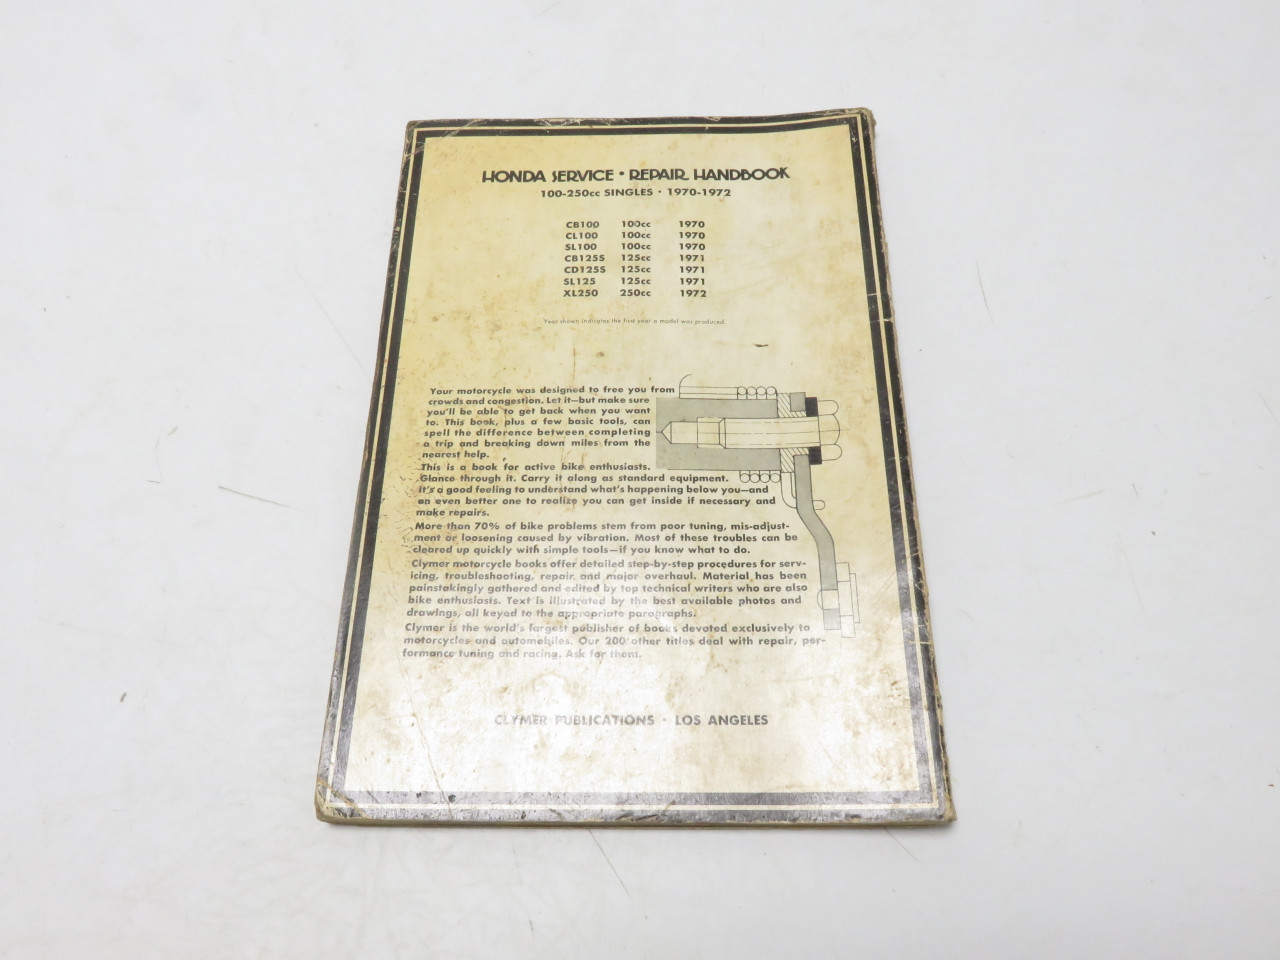 HONDA SERVICE • REPAIR HANDBOOK
100-250cc SINGLES • 1970-1972
CB100 100cc 1970
CL100 100cc 1970
SL100 100cc 1970
CB125S 125cc 1971
CD125S 125cc 1971
SL125 125cc 1971
XL250 250cc 1972
Year shown indicates the first year a model was produced.
Your motorcycle was designed to free you from
crowds and congestion. Let it—but make sure
you'll be able to get back when you want
to. This book, plus a few basic tools, can
spell the difference between completing
a trip and breaking down miles from the
nearest help.
This is a book for active bike enthusiasts.
Glance through it. Carry it along as standard equipment.
It's a good feeling to understand what's happening below you—and
an even better one to realize you can get inside if necessary and
make repairs.
More than 70% of bike problems stem from poor tuning, mis-adjust-
ment or loosening caused by vibration. Most of these troubles can be
cleared up quickly with simple tools—if you know what to do.
Clymer motorcycle books offer detailed step-by-step procedures for serv-
icing, troubleshooting, repair and major overhaul. Material has been
painstakingly gathered and edited by top technical writers who are also
bike enthusiasts. Text is illustrated by the best available photos and
drawings, all keyed to the appropriate paragraphs.
Clymer is the world's largest publisher of books devoted exclusively to
motorcycles and automobiles. Our 200 other titles deal with repair, per-
formance tuning and racing. Ask for them.
CLYMER PUBLICATIONS • LOS ANGELES